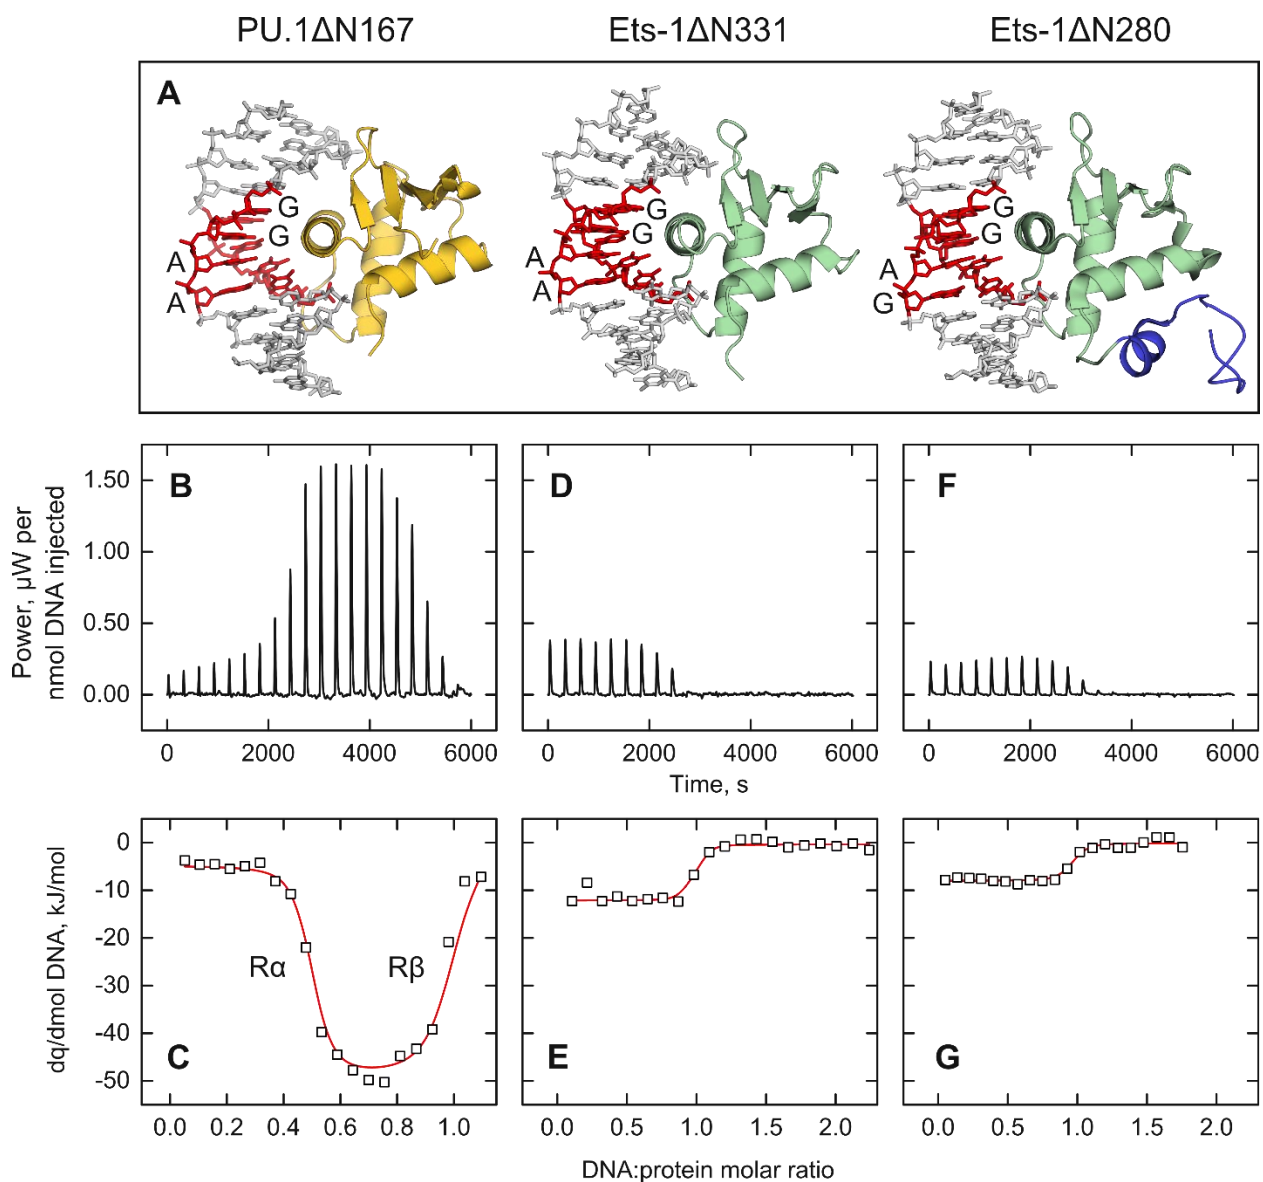 PU.1ΔN167
Ets-1ΔN331
Ets-1ΔN280
A
G
G
A
A
G
G
A
A
G
G
A
G
Power, µW per
nmol DNA injected
1.50
1.00
0.50
0.00
B
D
F
0 2000 4000 6000
0 2000 4000 6000
0 2000 4000 6000
Time, s
dq/dmol DNA, kJ/mol
0
-10
-20
-30
-40
-50
Rα
Rβ
C
E
G
0.0 0.2 0.4 0.6 0.8 1.0
0.0 0.5 1.0 1.5 2.0
0.0 0.5 1.0 1.5 2.0
DNA:protein molar ratio